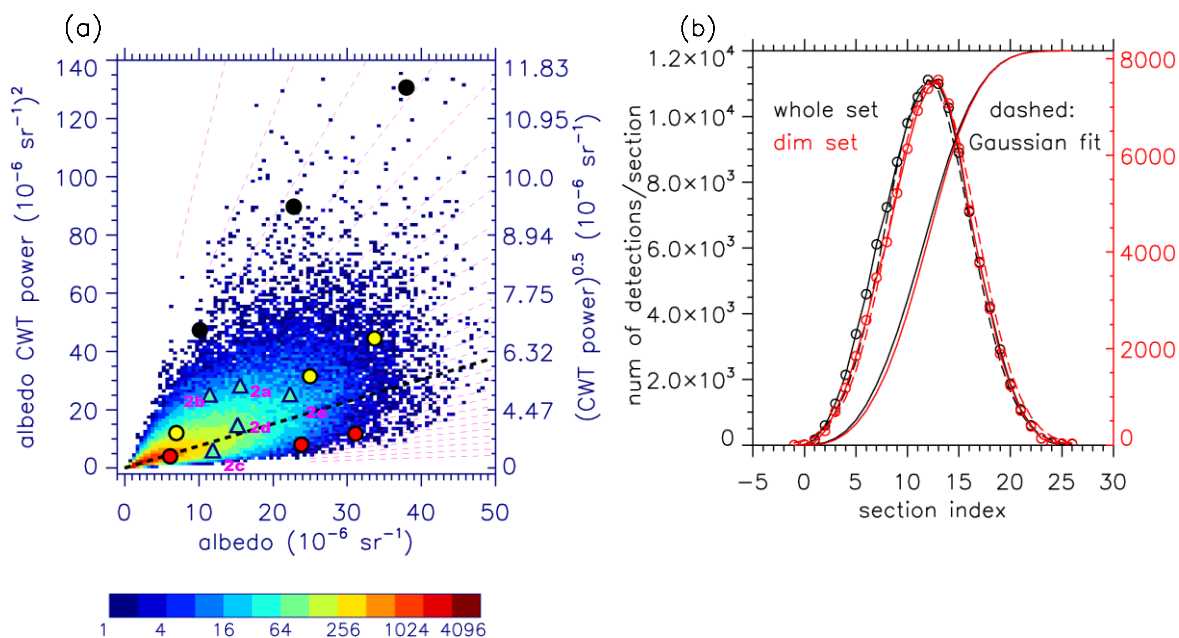 (a)
albedo CWT power (10⁻⁶ sr⁻¹)²
140
120
100
80
60
40
20
0
11.83
10.95
10.0
8.94
7.75
6.32
4.47
0
(CWT power)⁰·⁵ (10⁻⁶ sr⁻¹)
2a
2b
2e
2d
2c
0 10 20 30 40 50
albedo (10⁻⁶ sr⁻¹)
1 4 16 64 256 1024 4096
(b)
num of detections/section
1.2×10⁴
1.0×10⁴
8.0×10³
6.0×10³
4.0×10³
2.0×10³
0
whole set
dim set
dashed:
Gaussian fit
8000
6000
4000
2000
0
−5 0 5 10 15 20 25 30
section index